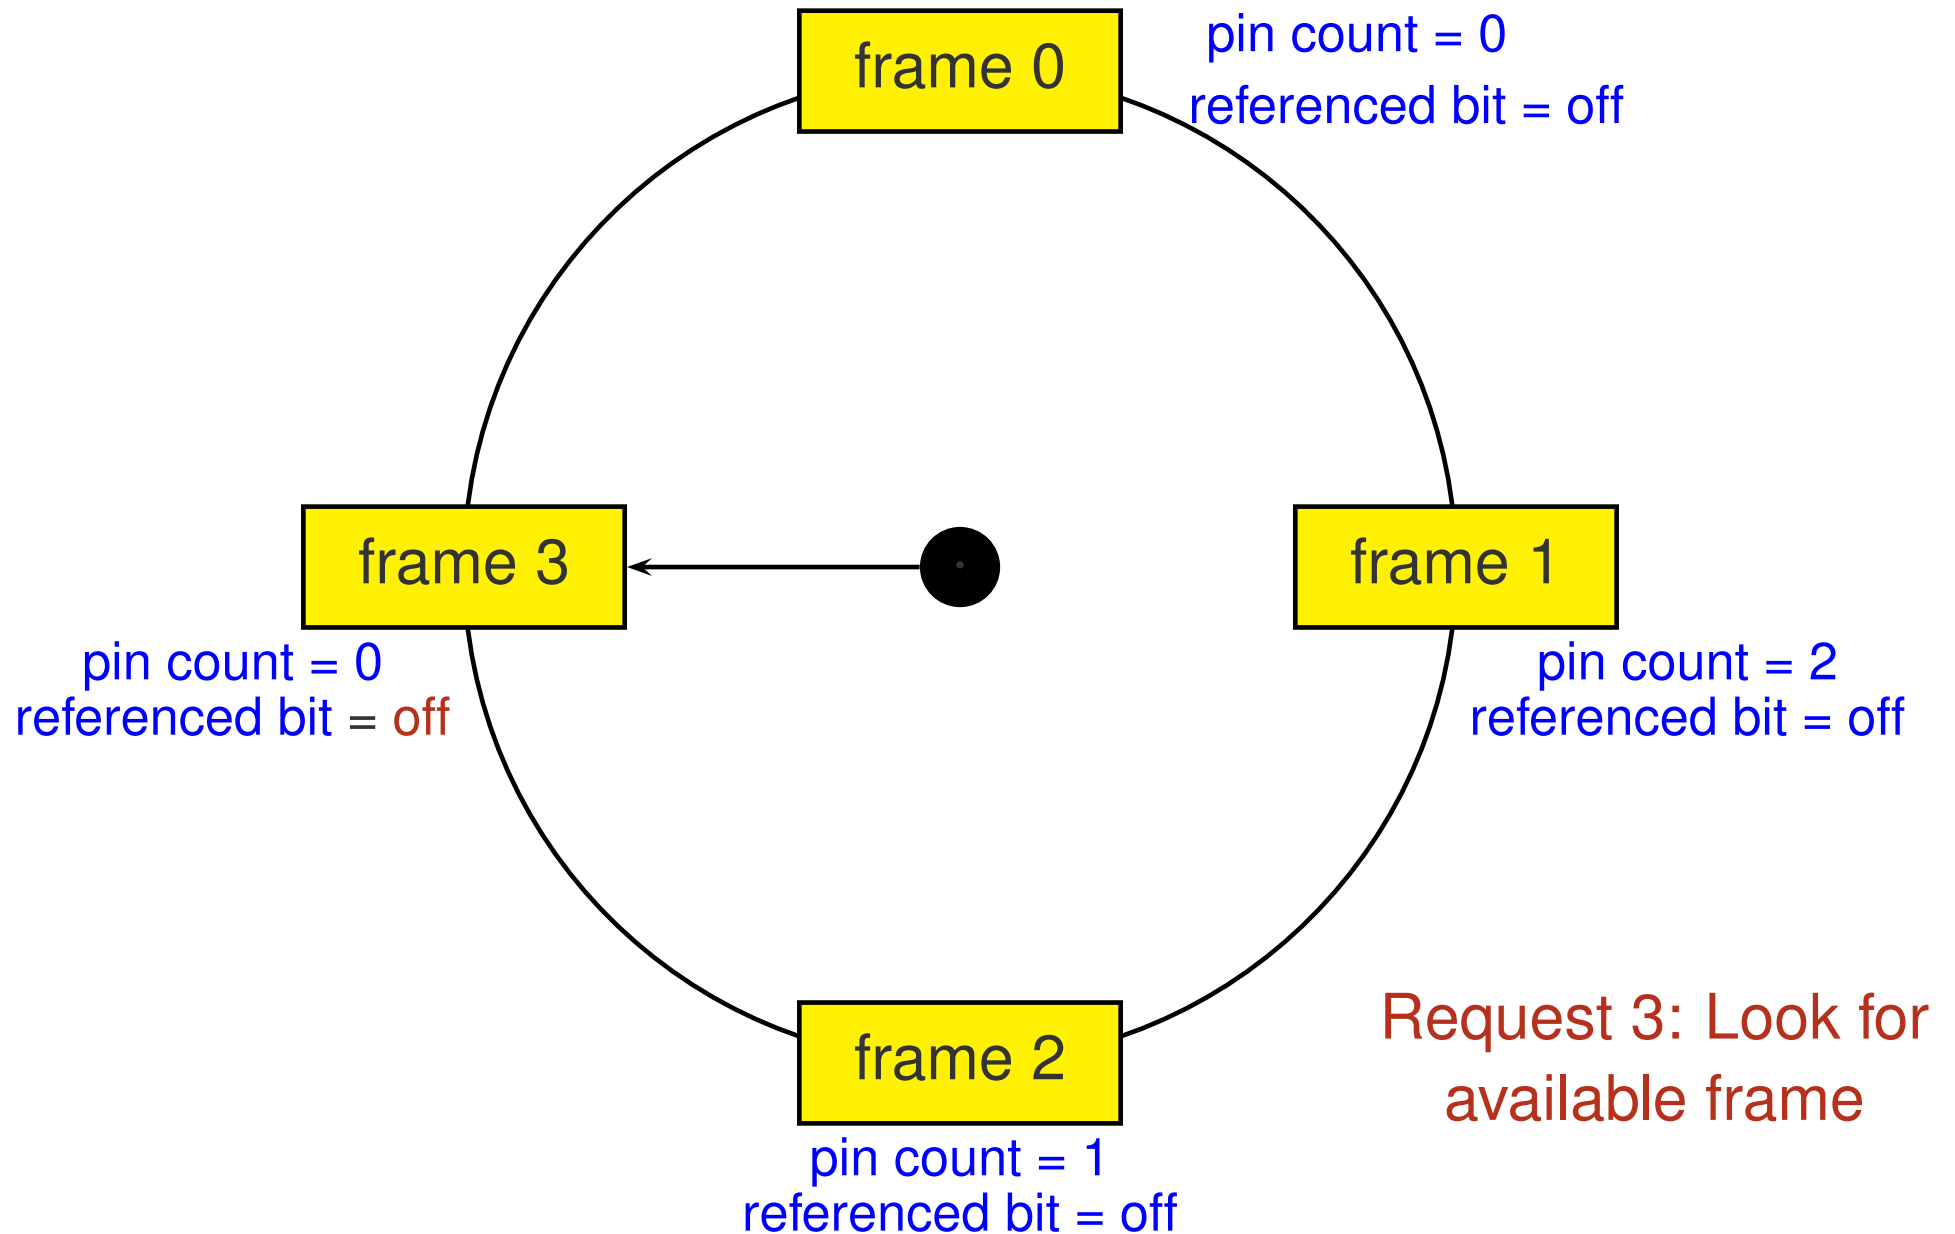 frame 0
pin count = 0
referenced bit = off
frame 3
pin count = 0
referenced bit = off
frame 1
pin count = 2
referenced bit = off
frame 2
pin count = 1
referenced bit = off
Request 3: Look for
available frame